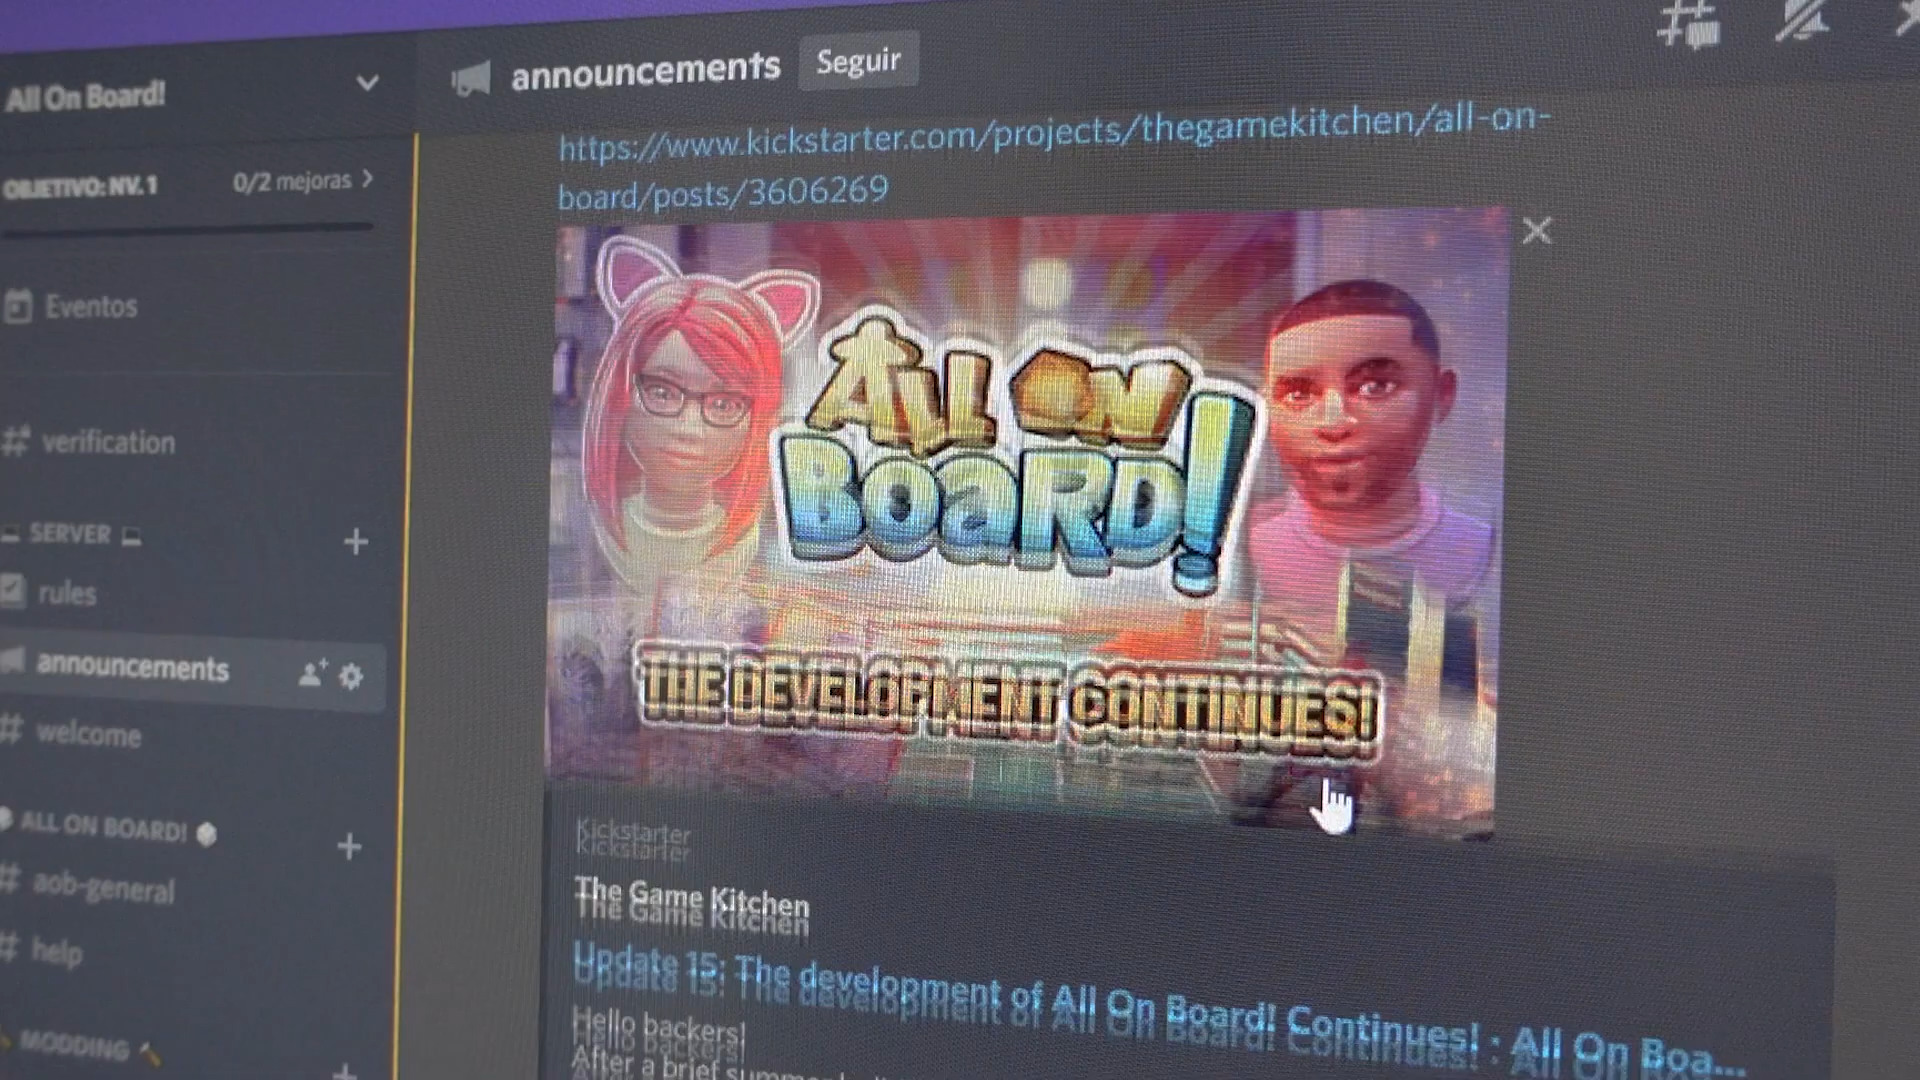 All On Board!
OBJETIVO: NV. 1
0/2 mejoras
Eventos
verification
SERVER
rules
announcements
welcome
ALL ON BOARD!
aob-general
help
MODDING
announcements
Seguir
https://www.kickstarter.com/projects/thegamekitchen/all-on-
board/posts/3606269
ALL ON
BOARD!
THE DEVELOPMENT CONTINUES!
Kickstarter
The Game Kitchen
Update 15: The development of All On Board! Continues! : All On Boa...
Hello backers!
After a brief summer